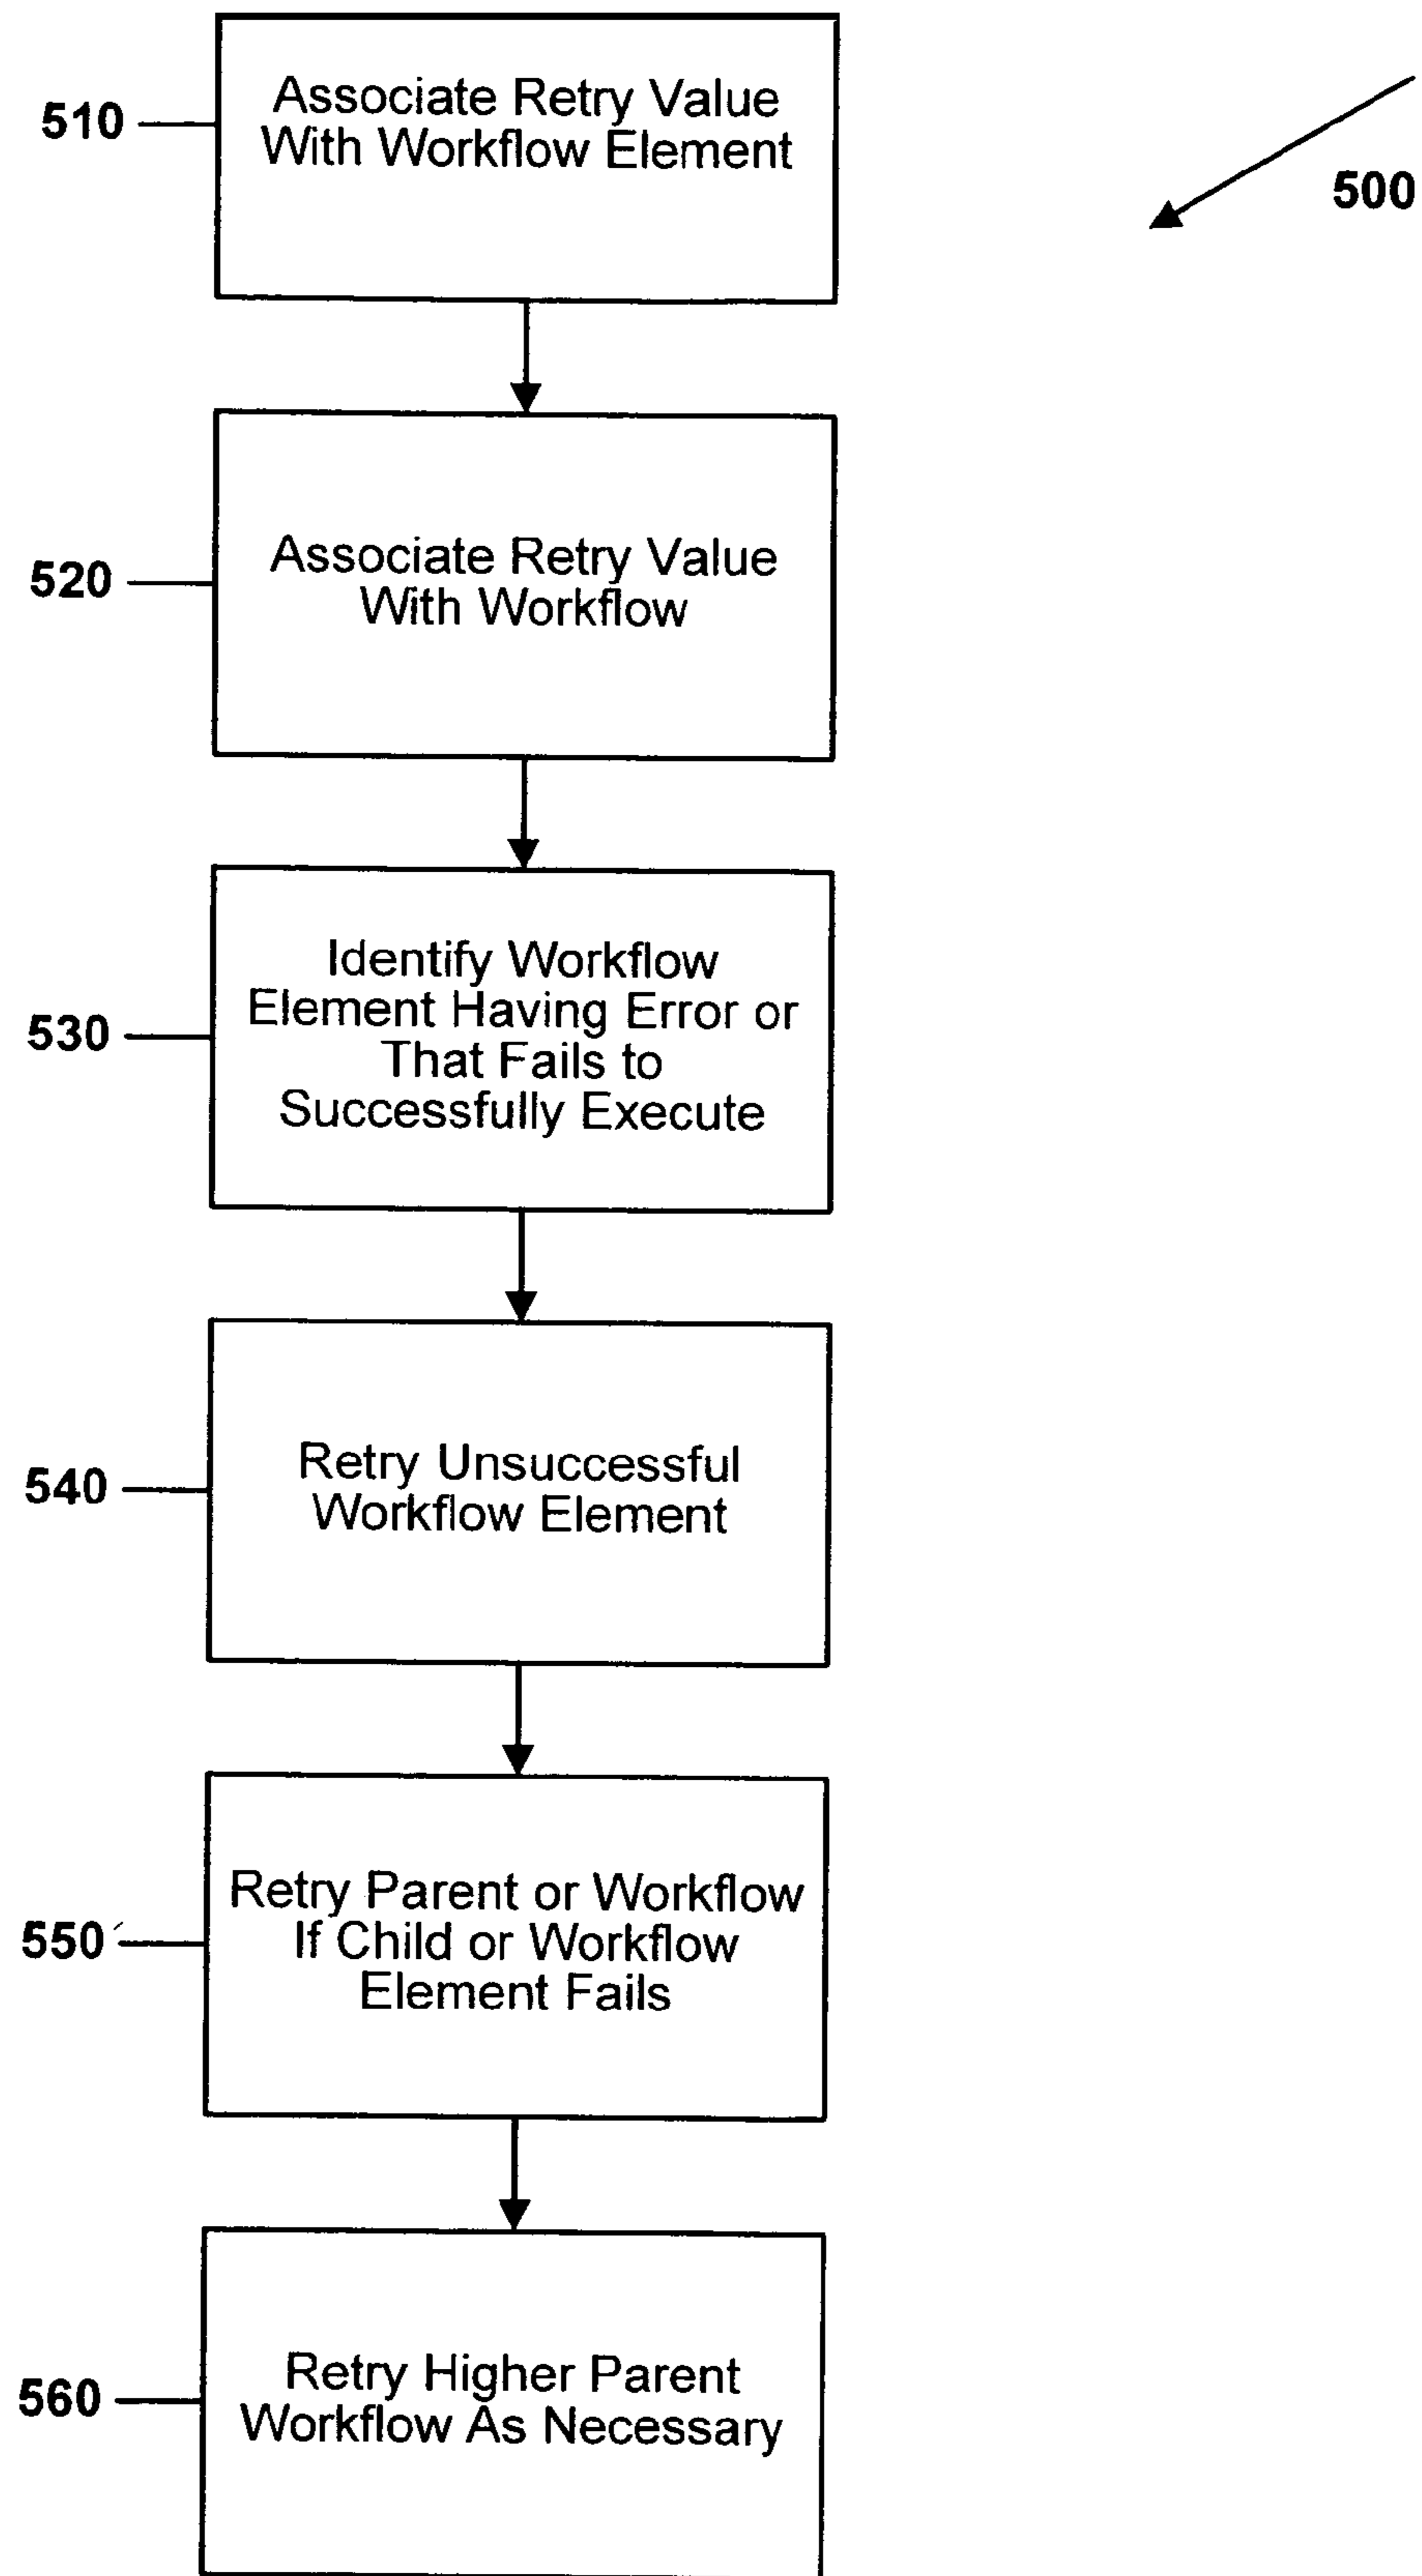 510
Associate Retry Value
With Workflow Element
500
520
Associate Retry Value
With Workflow
530
Identify Workflow
Element Having Error or
That Fails to
Successfully Execute
540
Retry Unsuccessful
Workflow Element
550
Retry Parent or Workflow
If Child or Workflow
Element Fails
560
Retry Higher Parent
Workflow As Necessary